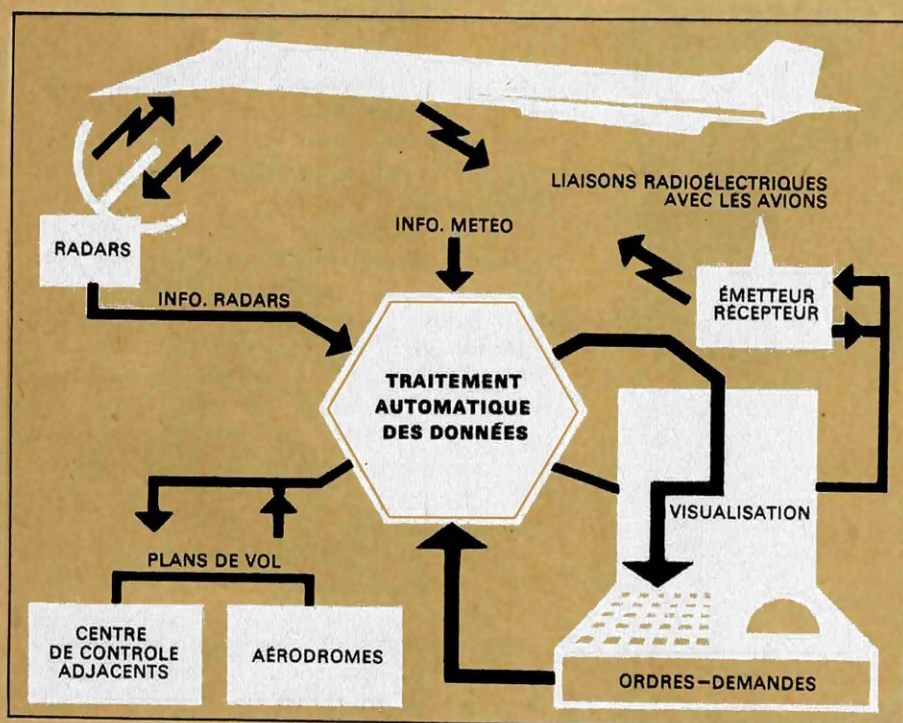 LIAISONS RADIOÉLECTRIQUES
AVEC LES AVIONS
RADARS
INFO. METEO
INFO. RADARS
ÉMETTEUR
RÉCEPTEUR
TRAITEMENT
AUTOMATIQUE
DES DONNÉES
VISUALISATION
PLANS DE VOL
CENTRE
DE CONTROLE
ADJACENTS
AÉRODROMES
ORDRES-DEMANDES